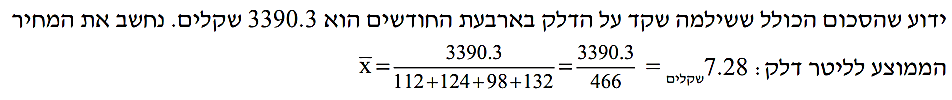 ידוע שהסכום הכולל ששילמה שקד על הדלק בארבעת החודשים הוא 3390.3 שקלים. נחשב את המחיר
הממוצע לליטר דלק: x̄ = 3390.3 / (112+124+98+132) = 3390.3 / 466 = 7.28 שקלים